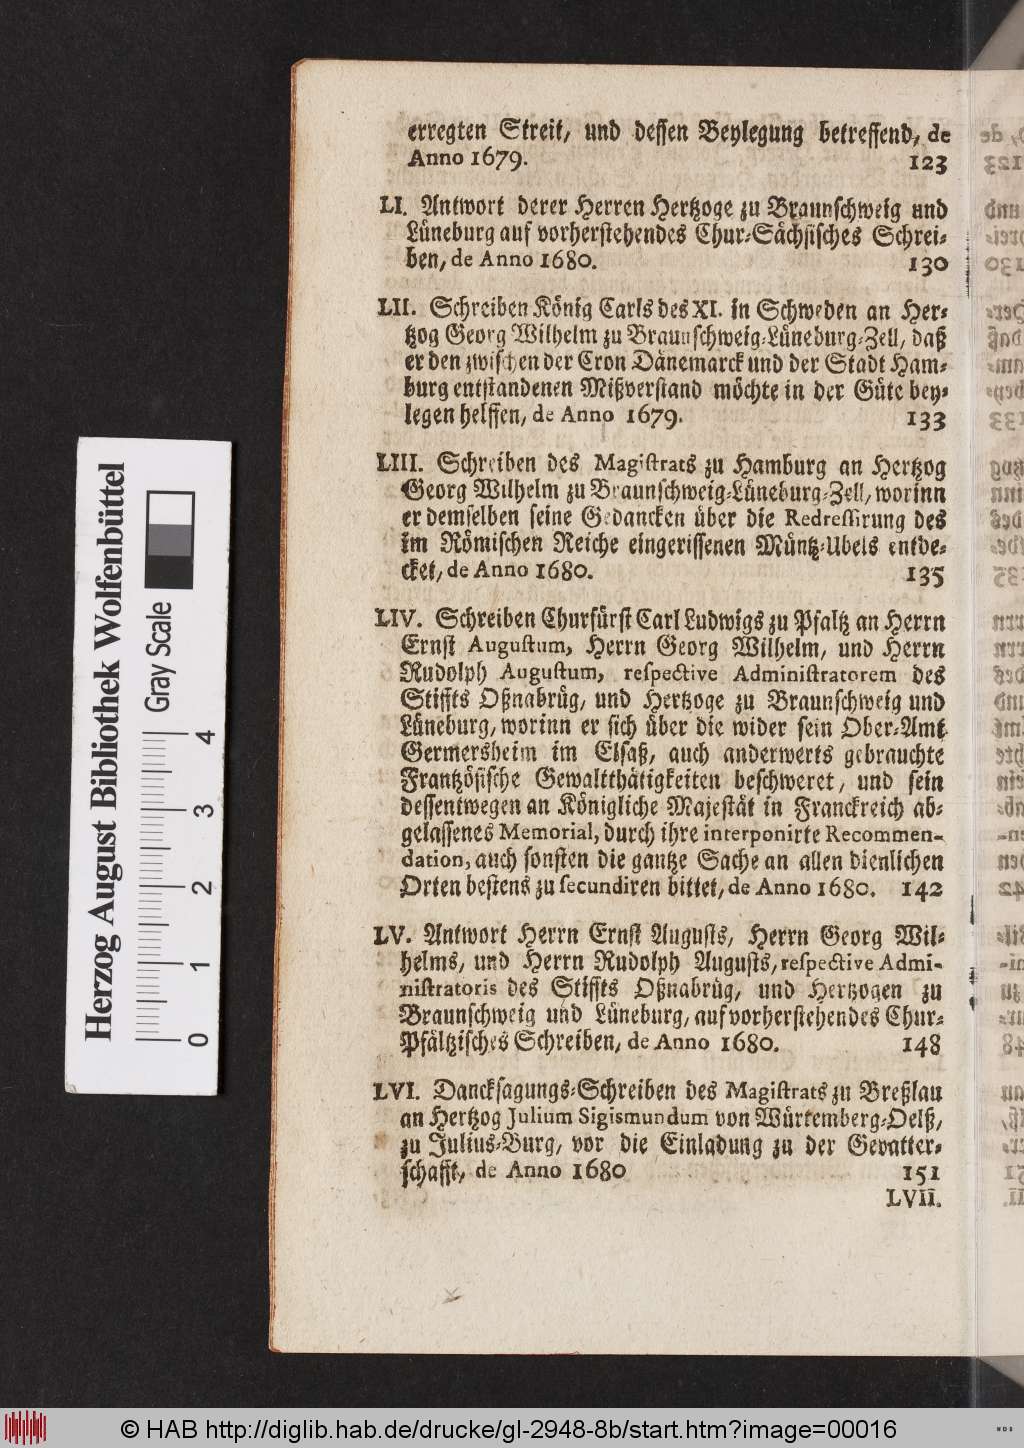 erregten Streit, und dessen Beylegung betreffend, de
Anno 1679. 123
LI. Antwort derer Herren Hertzoge zu Braunschweig und
Lüneburg auf vorherstehendes Chur-Sächsisches Schrei-
ben, de Anno 1680. 130
LII. Schreiben König Carls des XI. in Schweden an Her-
tzog Georg Wilhelm zu Braunschweig-Lüneburg-Zell, daß
er den zwischen der Cron Dänemarck und der Stadt Ham-
burg entstandenen Mißverstand möchte in der Güte bey-
legen helffen, de Anno 1679. 133
LIII. Schreiben des Magistrats zu Hamburg an Hertzog
Georg Wilhelm zu Braunschweig-Lüneburg-Zell, worinn
er demselben seine Gedancken über die Redressirung des
im Römischen Reiche eingerissenen Müntz-Ubels entde-
cket, de Anno 1680. 135
LIV. Schreiben Churfürst Carl Ludwigs zu Pfaltz an Herrn
Ernst Augustum, Herrn Georg Wilhelm, und Herrn
Rudolph Augustum, respective Administratorem des
Stiffts Oßnabrüg, und Hertzoge zu Braunschweig und
Lüneburg, worinn er sich über die wider sein Ober-Amt
Germersheim im Elsaß, auch anderwerts gebrauchte
Frantzösische Gewaltthätigkeiten beschweret, und sein
dessentwegen an Königliche Majestät in Franckreich ab-
gelassenes Memorial, durch ihre interponirte Recommen-
dation, auch sonsten die gantze Sache an allen dienlichen
Orten bestens zu secundiren bittet, de Anno 1680. 142
LV. Antwort Herrn Ernst Augusts, Herrn Georg Wil-
helms, und Herrn Rudolph Augusts, respective Admi-
nistratoris des Stiffts Oßnabrüg, und Hertzogen zu
Braunschweig und Lüneburg, auf vorherstehendes Chur-
Pfältzisches Schreiben, de Anno 1680. 148
LVI. Dancksagungs-Schreiben des Magistrats zu Breßlau
an Hertzog Julium Sigismundum von Würtemberg-Oelß,
zu Julius-Burg, vor die Einladung zu der Gevatter-
schafft, de Anno 1680 151
LVII.
Herzog August Bibliothek Wolfenbüttel
Gray Scale
0 1 2 3 4
© HAB http://diglib.hab.de/drucke/gl-2948-8b/start.htm?image=00016